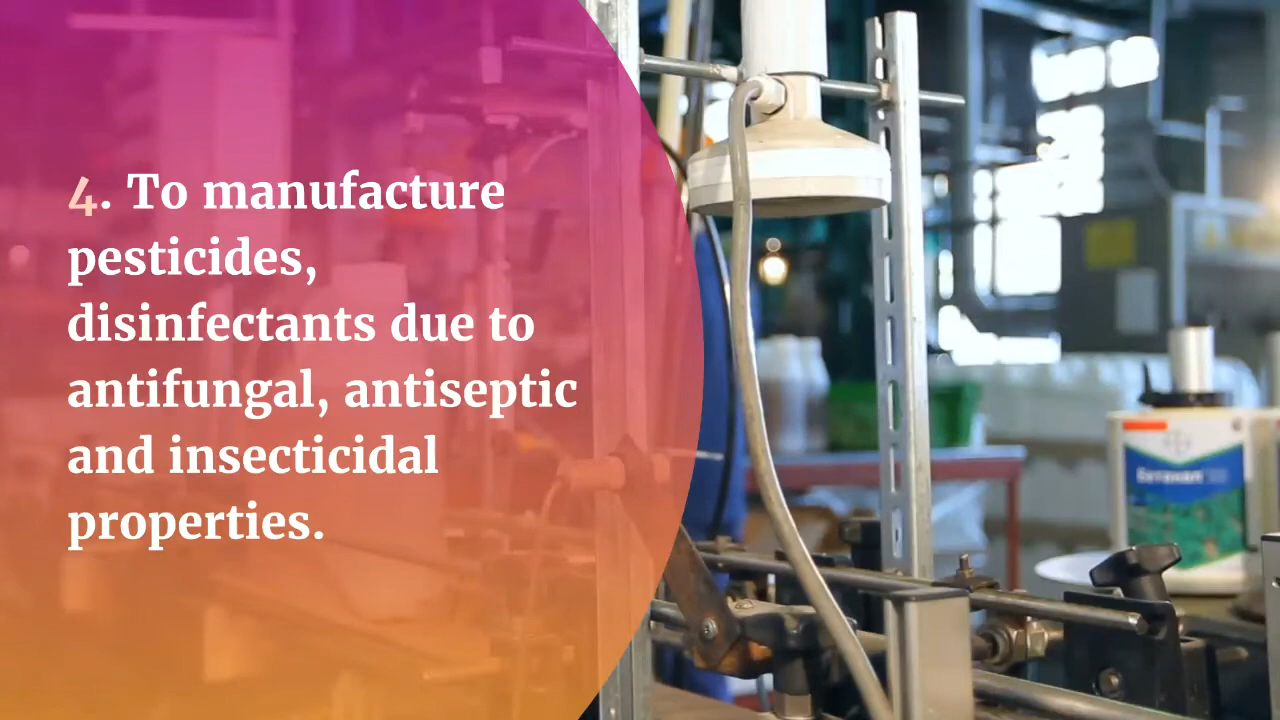 4. To manufacture
pesticides,
disinfectants due to
antifungal, antiseptic
and insecticidal
properties.